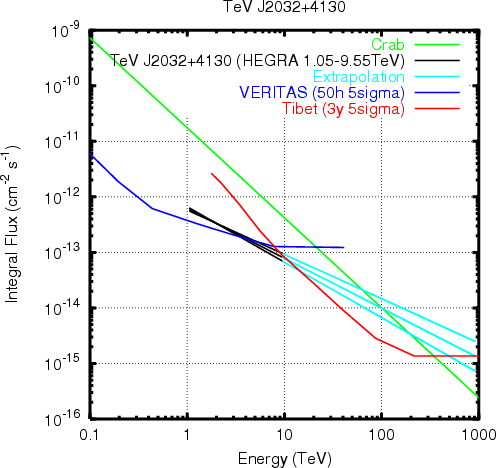 TeV J2032+4130
Crab
TeV J2032+4130 (HEGRA 1.05-9.55TeV)
Extrapolation
VERITAS (50h 5sigma)
Tibet (3y 5sigma)
Integral Flux (cm-2 s-1)
10-9
10-10
10-11
10-12
10-13
10-14
10-15
10-16
0.1 1 10 100 1000
Energy (TeV)